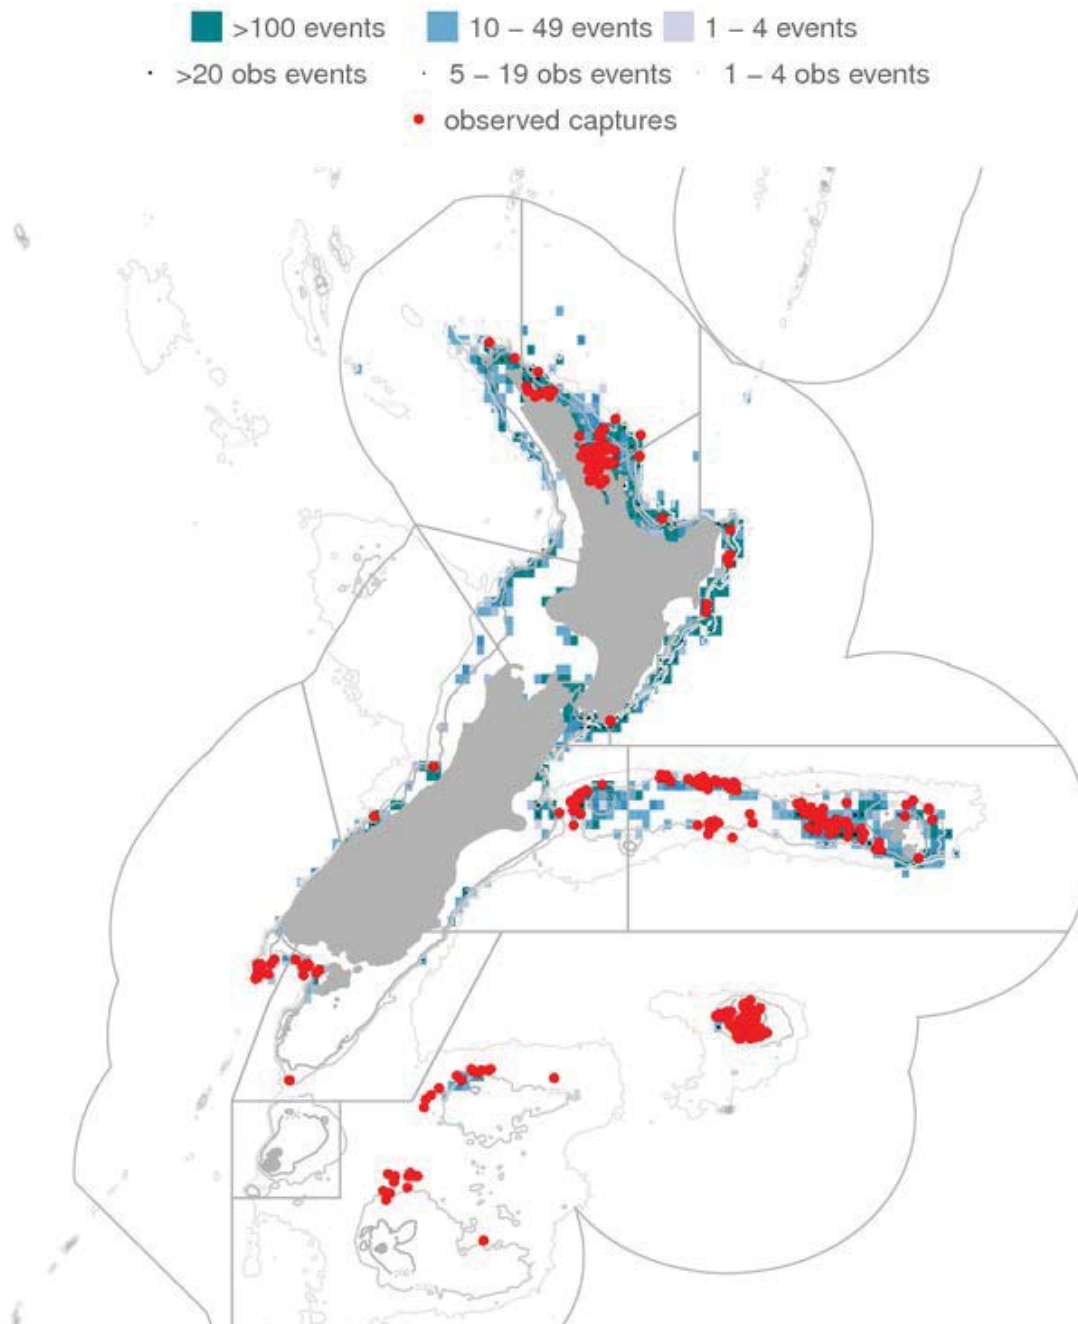 >100 events 10 – 49 events 1 – 4 events
>20 obs events 5 – 19 obs events 1 – 4 obs events
observed captures